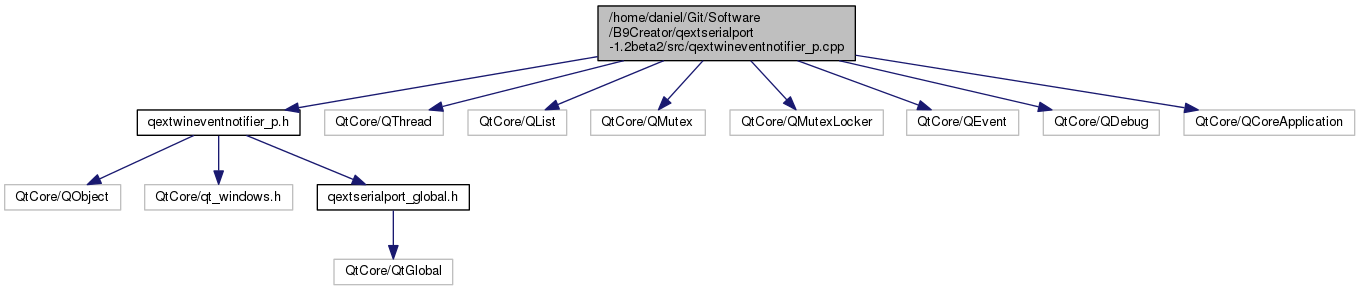 /home/daniel/Git/Software
/B9Creator/qextserialport
-1.2beta2/src/qextwineventnotifier_p.cpp
qextwineventnotifier_p.h
QtCore/QThread
QtCore/QList
QtCore/QMutex
QtCore/QMutexLocker
QtCore/QEvent
QtCore/QDebug
QtCore/QCoreApplication
QtCore/QObject
QtCore/qt_windows.h
qextserialport_global.h
QtCore/QtGlobal